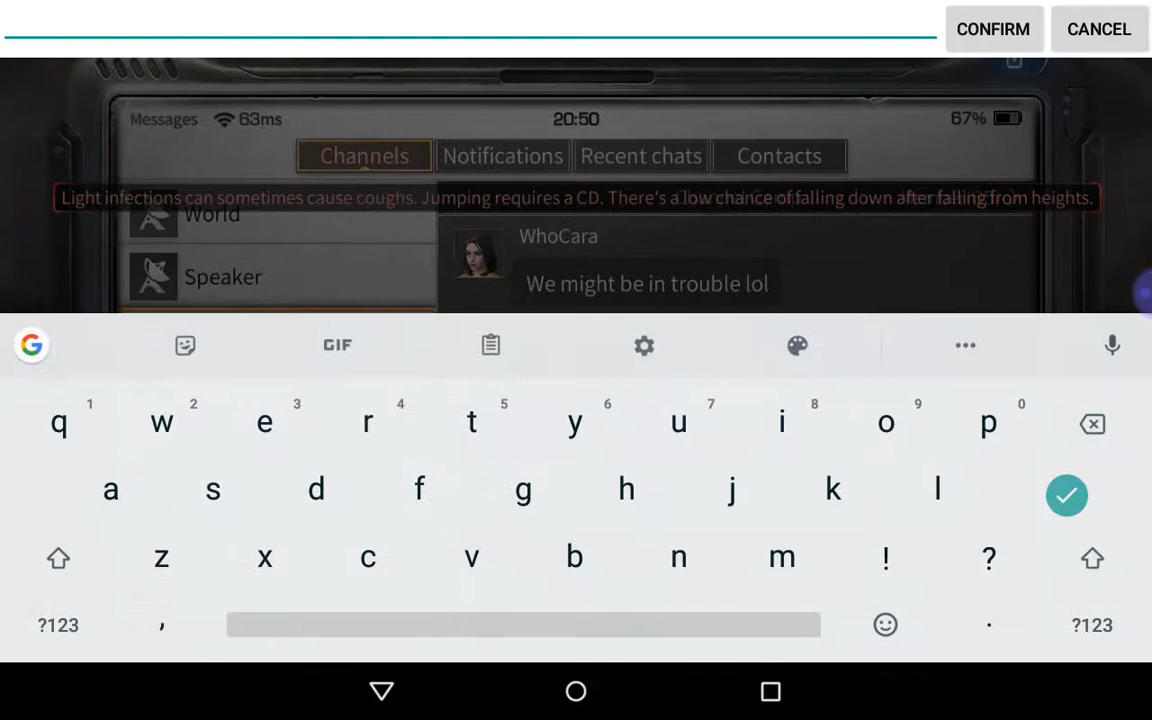 CONFIRM
CANCEL
Messages 63ms
20:50
67%
Channels
Notifications
Recent chats
Contacts
Light infections can sometimes cause coughs. Jumping requires a CD. There's a low chance of falling down after falling from heights.
World
WhoCara
Speaker
We might be in trouble lol
G
GIF
q 1 w 2 e 3 r 4 t 5 y 6 u 7 i 8 o 9 p 0
a s d f g h j k l
z x c v b n m ! ?
?123 , . ?123